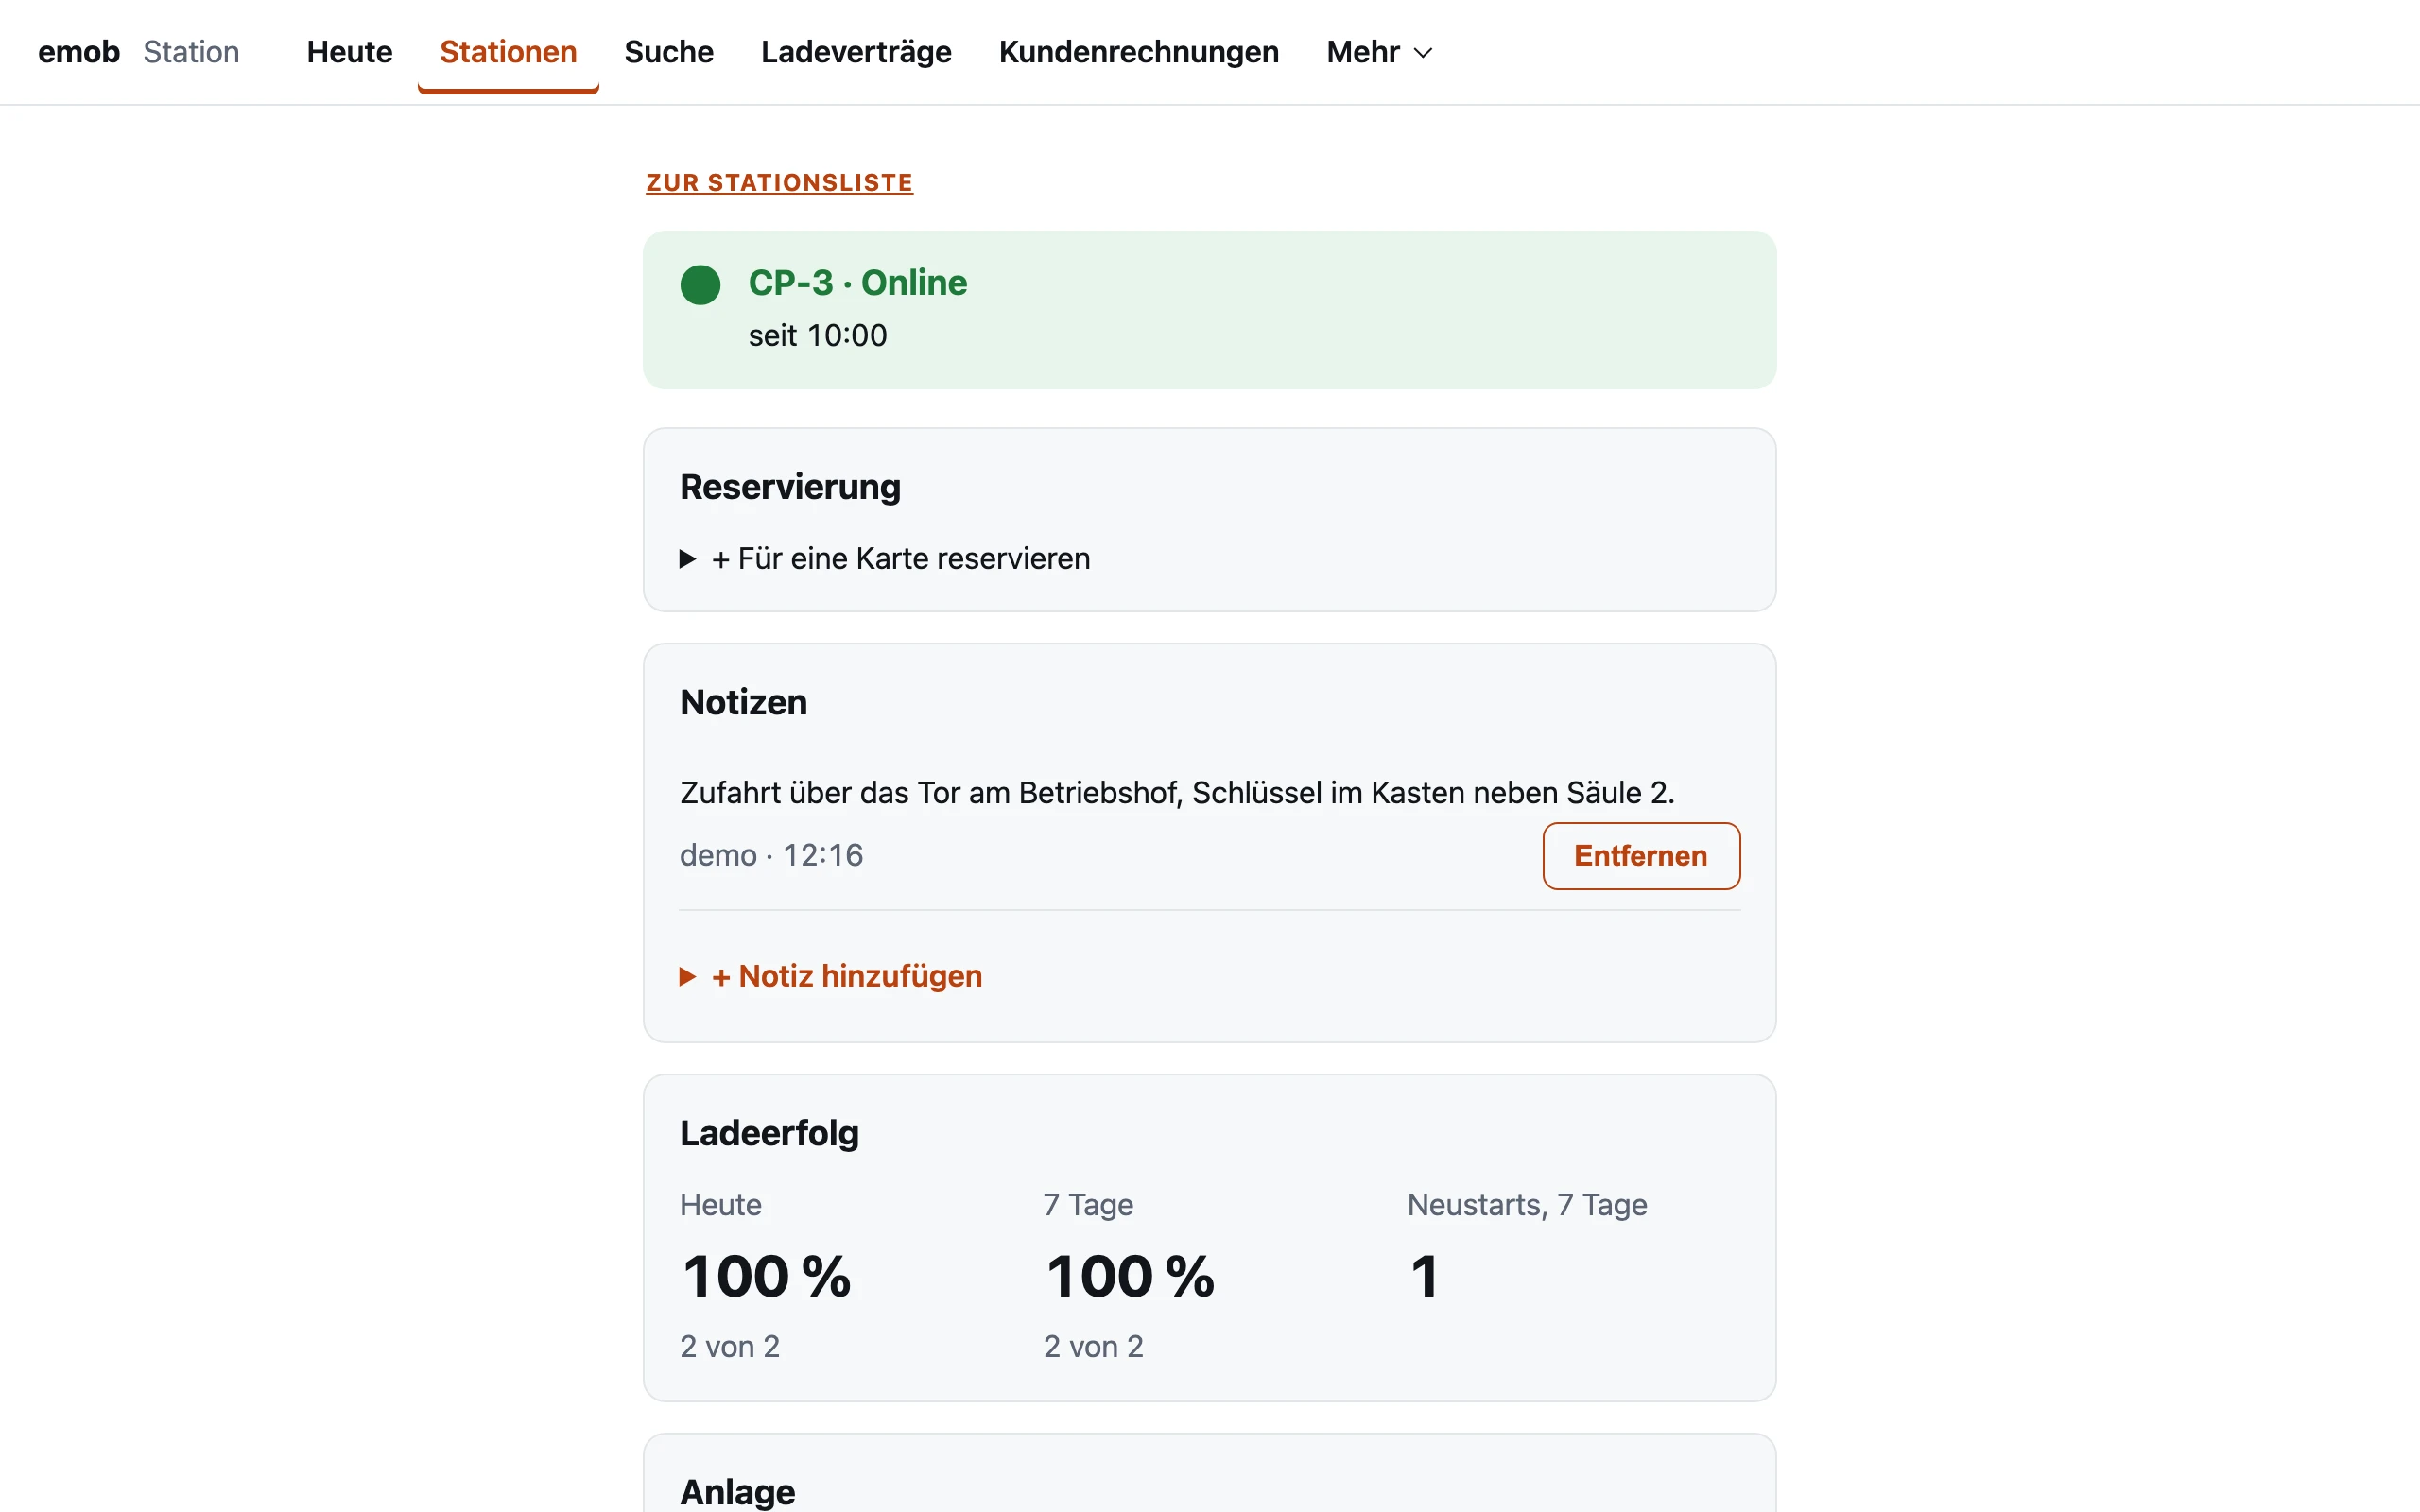 emob Station Heute Stationen Suche Ladeverträge Kundenrechnungen Mehr
ZUR STATIONSLISTE
CP-3 · Online
seit 10:00
Reservierung
+ Für eine Karte reservieren
Notizen
Zufahrt über das Tor am Betriebshof, Schlüssel im Kasten neben Säule 2.
demo · 12:16 Entfernen
+ Notiz hinzufügen
Ladeerfolg
Heute 7 Tage Neustarts, 7 Tage
100 % 100 % 1
2 von 2 2 von 2
Anlage